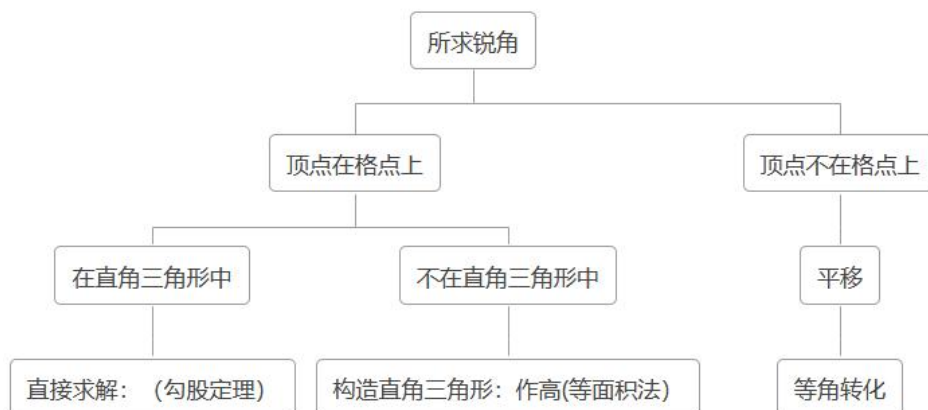 所求锐角
顶点在格点上
顶点不在格点上
在直角三角形中
不在直角三角形中
平移
直接求解：（勾股定理）
构造直角三角形：作高(等面积法）
等角转化